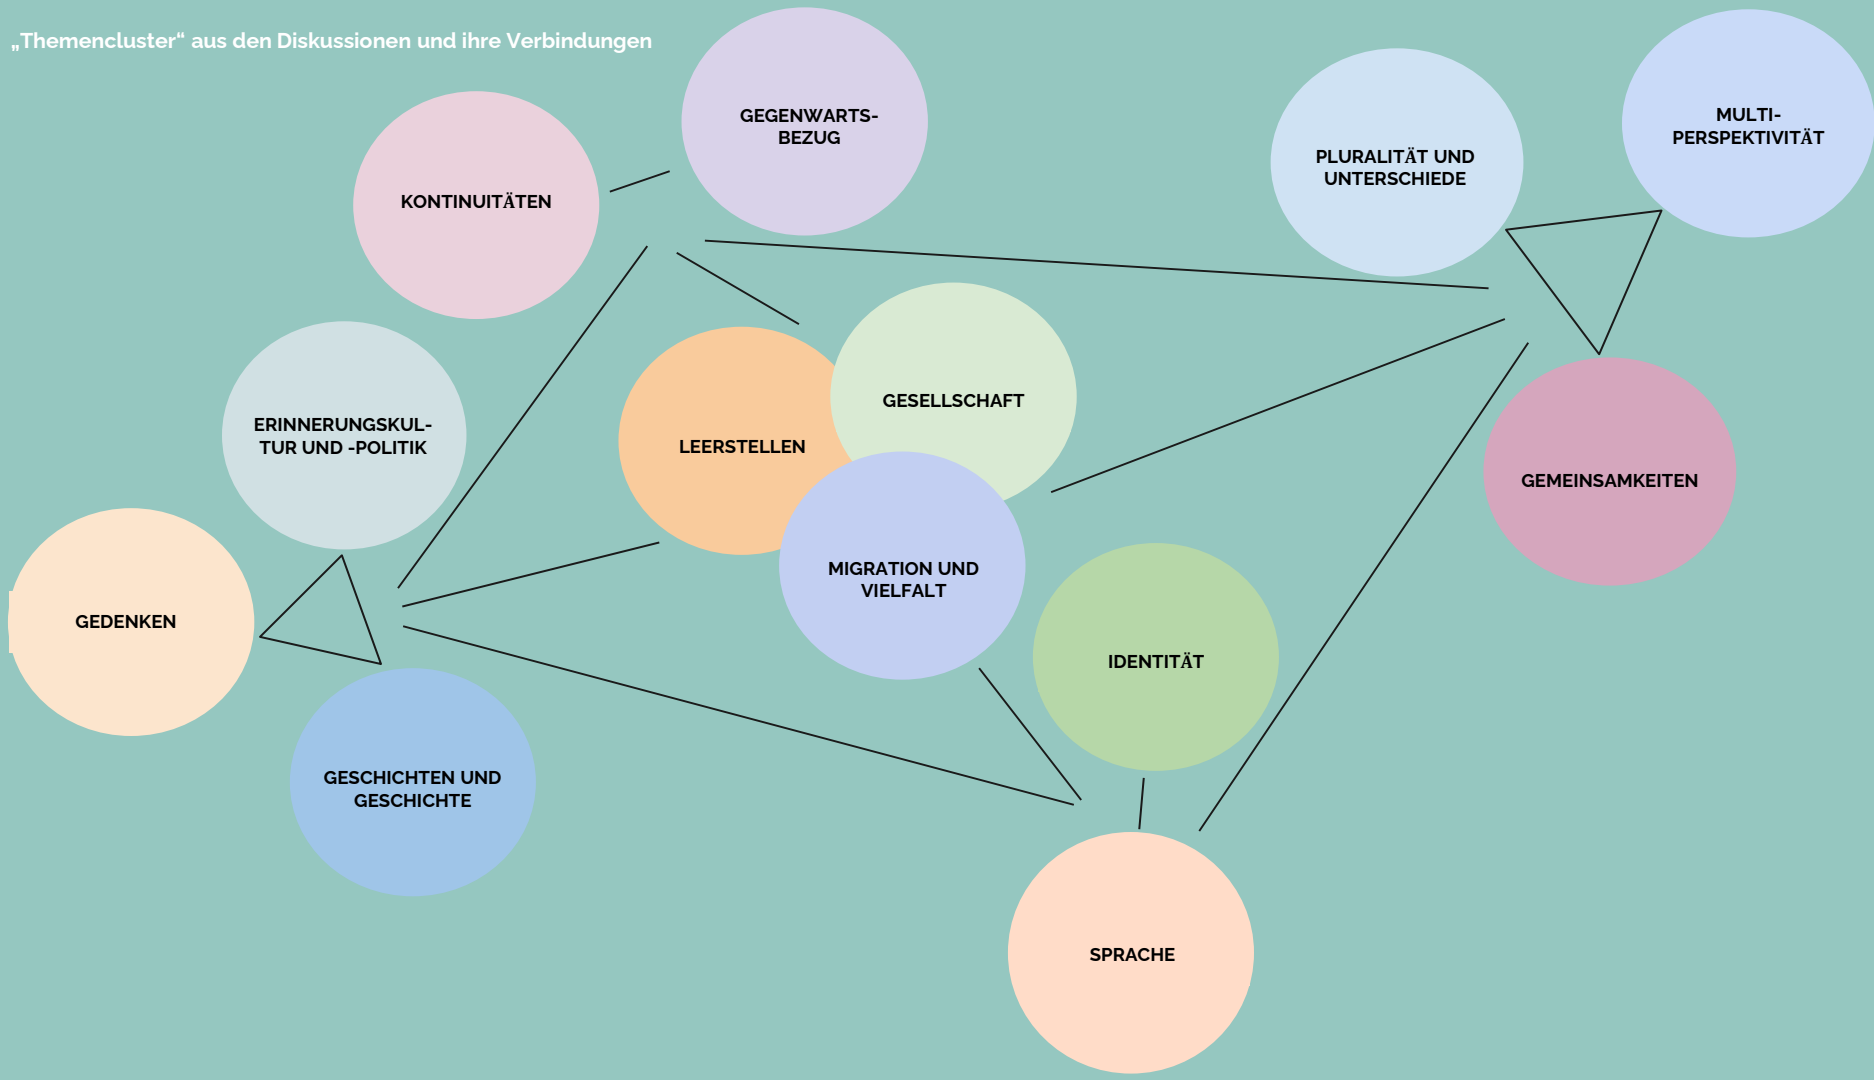 „Themencluster“ aus den Diskussionen und ihre Verbindungen
GEGENWARTS-
BEZUG
KONTINUITÄTEN
PLURALITÄT UND
UNTERSCHIEDE
MULTI-
PERSPEKTIVITÄT
ERINNERUNGSKUL-
TUR UND -POLITIK
LEERSTELLEN
GESELLSCHAFT
GEMEINSAMKEITEN
GEDENKEN
MIGRATION UND
VIELFALT
IDENTITÄT
GESCHICHTEN UND
GESCHICHTE
SPRACHE